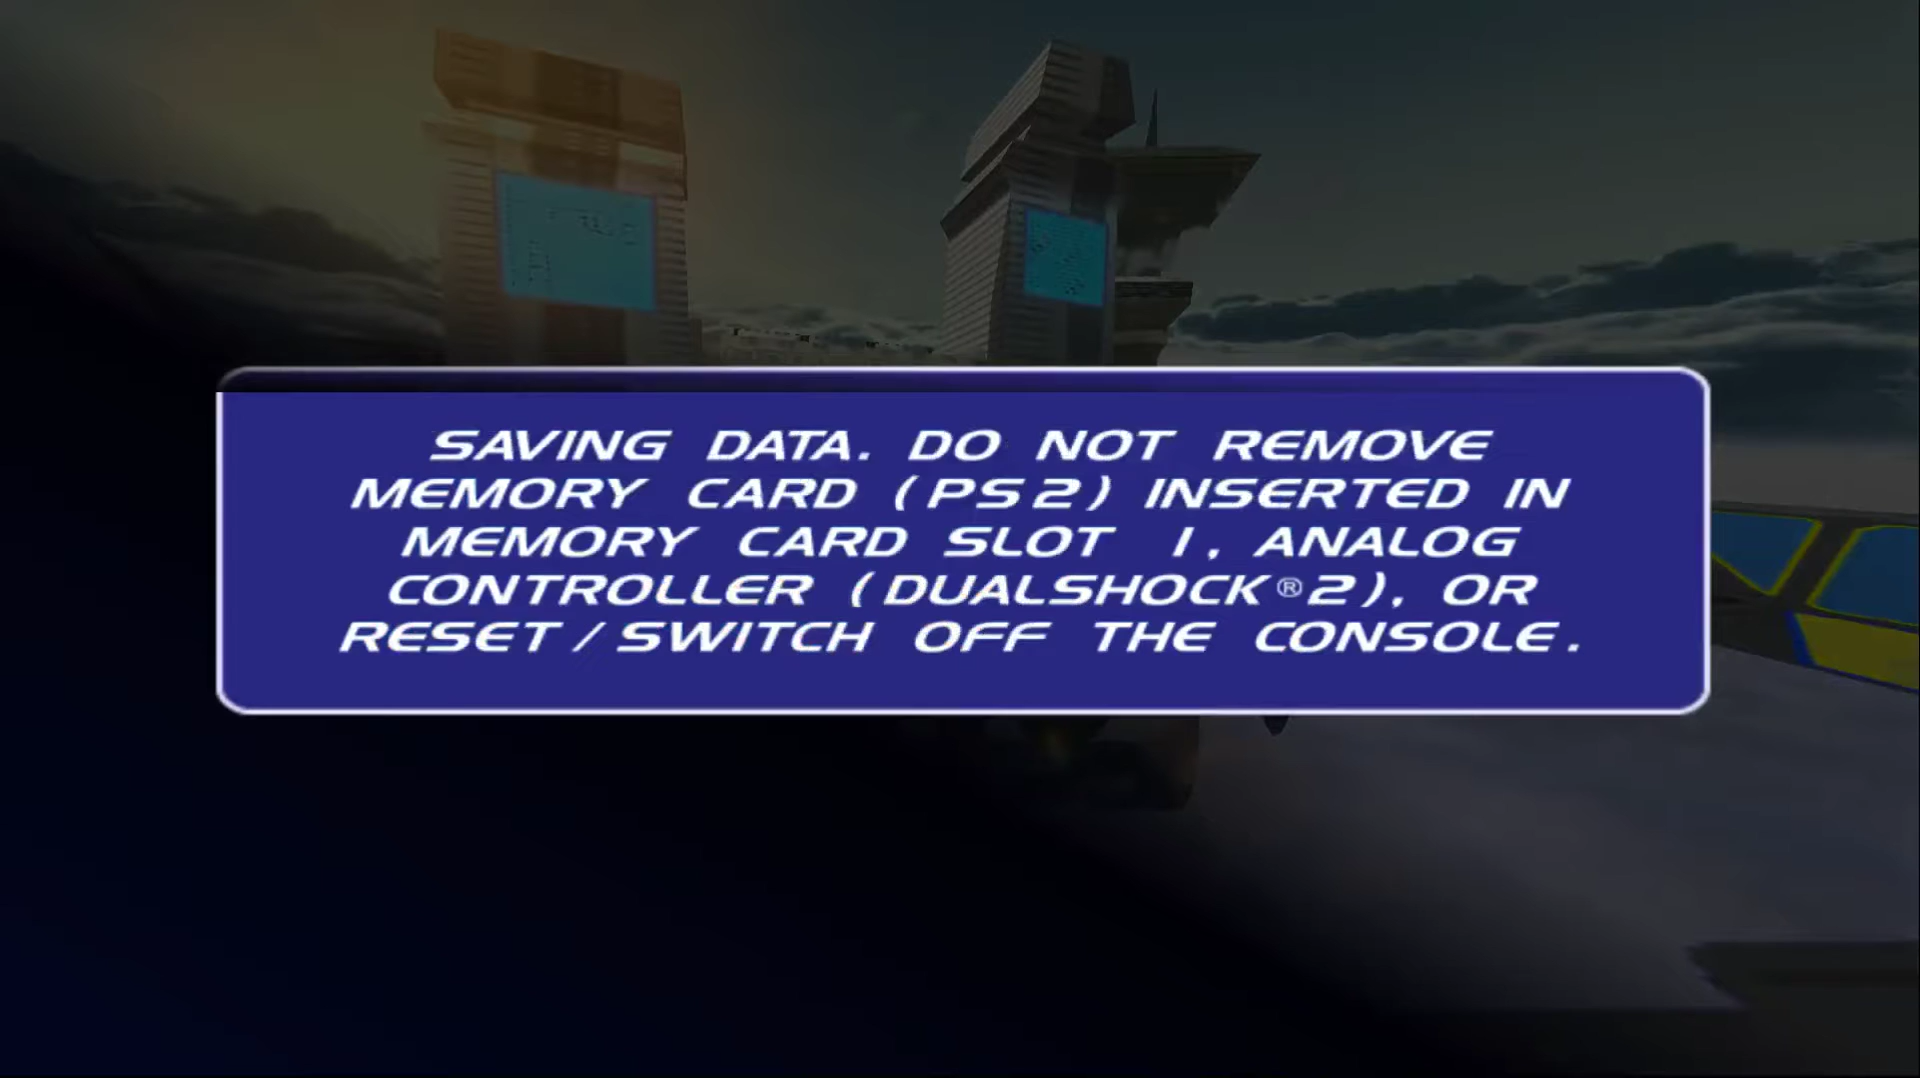 SAVING DATA. DO NOT REMOVE
MEMORY CARD (PS2) INSERTED IN
MEMORY CARD SLOT 1, ANALOG
CONTROLLER (DUALSHOCK®2), OR
RESET/SWITCH OFF THE CONSOLE.